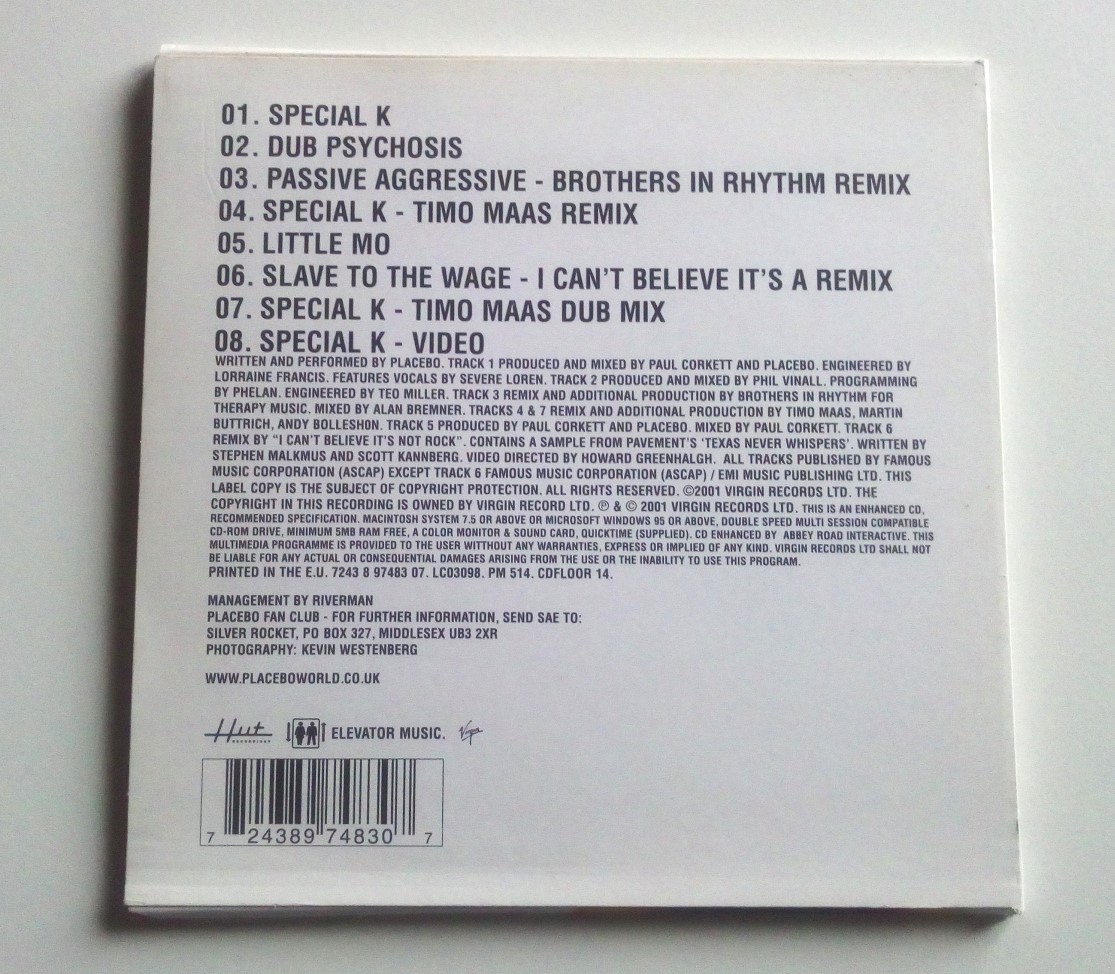 01. SPECIAL K
02. DUB PSYCHOSIS
03. PASSIVE AGGRESSIVE - BROTHERS IN RHYTHM REMIX
04. SPECIAL K - TIMO MAAS REMIX
05. LITTLE MO
06. SLAVE TO THE WAGE - I CAN'T BELIEVE IT'S A REMIX
07. SPECIAL K - TIMO MAAS DUB MIX
08. SPECIAL K - VIDEO
WRITTEN AND PERFORMED BY PLACEBO. TRACK 1 PRODUCED AND MIXED BY PAUL CORKETT AND PLACEBO. ENGINEERED BY
LORRAINE FRANCIS. FEATURES VOCALS BY SEVERE LOREN. TRACK 2 PRODUCED AND MIXED BY PHIL VINALL. PROGRAMMING
BY PHELAN. ENGINEERED BY TEO MILLER. TRACK 3 REMIX AND ADDITIONAL PRODUCTION BY BROTHERS IN RHYTHM FOR
THERAPY MUSIC. MIXED BY ALAN BREMNER. TRACKS 4 & 7 REMIX AND ADDITIONAL PRODUCTION BY TIMO MAAS, MARTIN
BUTTRICH, ANDY BOLLESHON. TRACK 5 PRODUCED BY PAUL CORKETT AND PLACEBO. MIXED BY PAUL CORKETT. TRACK 6
REMIX BY "I CAN'T BELIEVE IT'S NOT ROCK". CONTAINS A SAMPLE FROM PAVEMENT'S 'TEXAS NEVER WHISPERS'. WRITTEN BY
STEPHEN MALKMUS AND SCOTT KANNBERG. VIDEO DIRECTED BY HOWARD GREENHALGH. ALL TRACKS PUBLISHED BY FAMOUS
MUSIC CORPORATION (ASCAP) EXCEPT TRACK 6 FAMOUS MUSIC CORPORATION (ASCAP) / EMI MUSIC PUBLISHING LTD. THIS
LABEL COPY IS THE SUBJECT OF COPYRIGHT PROTECTION. ALL RIGHTS RESERVED. ©2001 VIRGIN RECORDS LTD. THE
COPYRIGHT IN THIS RECORDING IS OWNED BY VIRGIN RECORD LTD. ℗ & © 2001 VIRGIN RECORDS LTD. THIS IS AN ENHANCED CD,
RECOMMENDED SPECIFICATION. MACINTOSH SYSTEM 7.5 OR ABOVE OR MICROSOFT WINDOWS 95 OR ABOVE, DOUBLE SPEED MULTI SESSION COMPATIBLE
CD-ROM DRIVE, MINIMUM 5MB RAM FREE, A COLOR MONITOR & SOUND CARD, QUICKTIME (SUPPLIED). CD ENHANCED BY ABBEY ROAD INTERACTIVE. THIS
MULTIMEDIA PROGRAMME IS PROVIDED TO THE USER WITHOUT ANY WARRANTIES, EXPRESS OR IMPLIED OF ANY KIND. VIRGIN RECORDS LTD SHALL NOT
BE LIABLE FOR ANY ACTUAL OR CONSEQUENTIAL DAMAGES ARISING FROM THE USE OR THE INABILITY TO USE THIS PROGRAM.
PRINTED IN THE E.U. 7243 8 97483 07. LC03098. PM 514. CDFLOOR 14.
MANAGEMENT BY RIVERMAN
PLACEBO FAN CLUB - FOR FURTHER INFORMATION, SEND SAE TO:
SILVER ROCKET, PO BOX 327, MIDDLESEX UB3 2XR
PHOTOGRAPHY: KEVIN WESTENBERG
WWW.PLACEBOWORLD.CO.UK
Hut RECORDINGS ELEVATOR MUSIC. Virgin
7 24389 74830 7